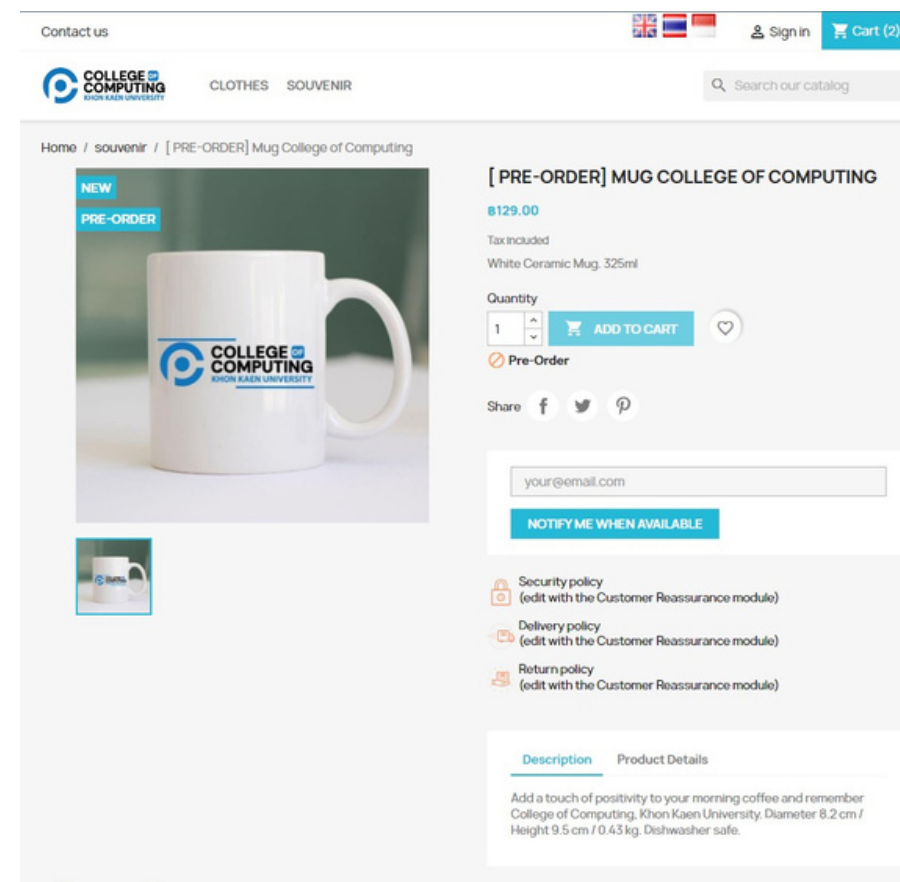 Contact us
Sign in
Cart (2)
COLLEGE OF
COMPUTING
KHON KAEN UNIVERSITY
CLOTHES
SOUVENIR
Search our catalog
Home / souvenir / [ PRE-ORDER] Mug College of Computing
NEW
PRE-ORDER
COLLEGE OF
COMPUTING
KHON KAEN UNIVERSITY
[ PRE-ORDER] MUG COLLEGE OF COMPUTING
฿129.00
Tax included
White Ceramic Mug. 325ml
Quantity
1
ADD TO CART
Pre-Order
Share
your@email.com
NOTIFY ME WHEN AVAILABLE
Security policy
(edit with the Customer Reassurance module)
Delivery policy
(edit with the Customer Reassurance module)
Return policy
(edit with the Customer Reassurance module)
Description
Product Details
Add a touch of positivity to your morning coffee and remember
College of Computing, Khon Kaen University. Diameter 8.2 cm /
Height 9.5 cm / 0.43 kg. Dishwasher safe.